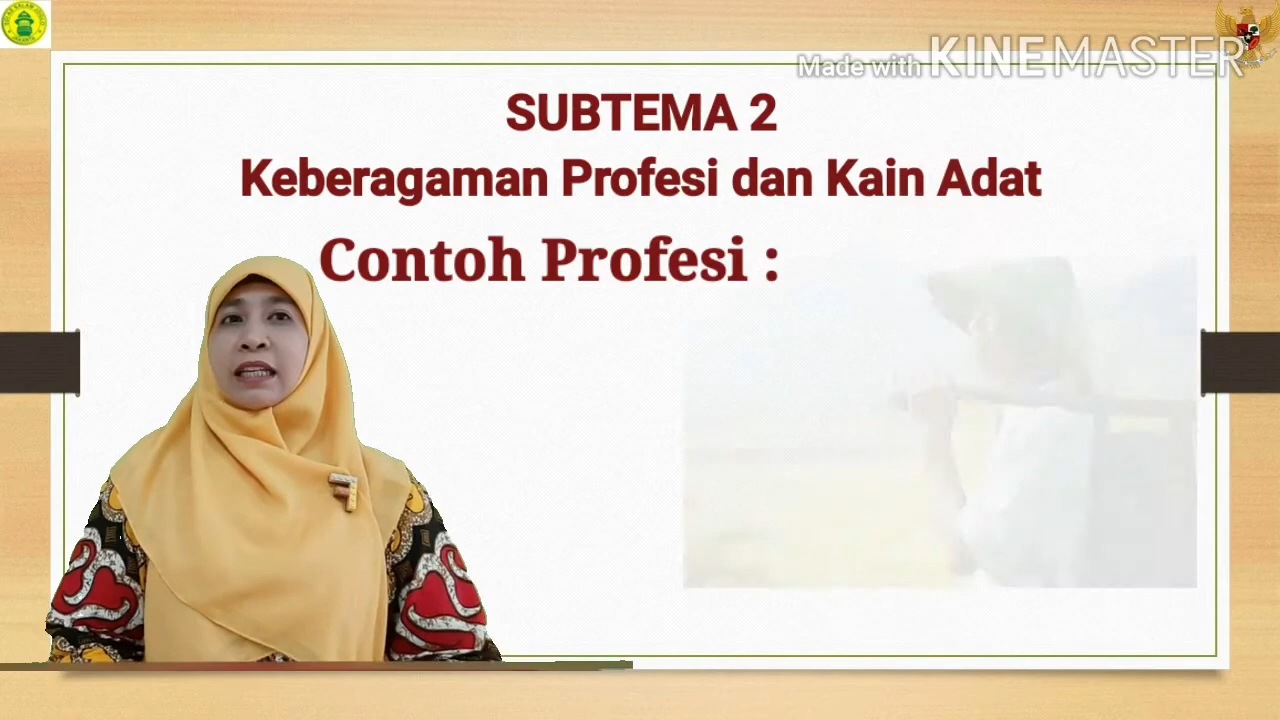 Made with KINEMASTER
SUBTEMA 2
Keberagaman Profesi dan Kain Adat
Contoh Profesi :